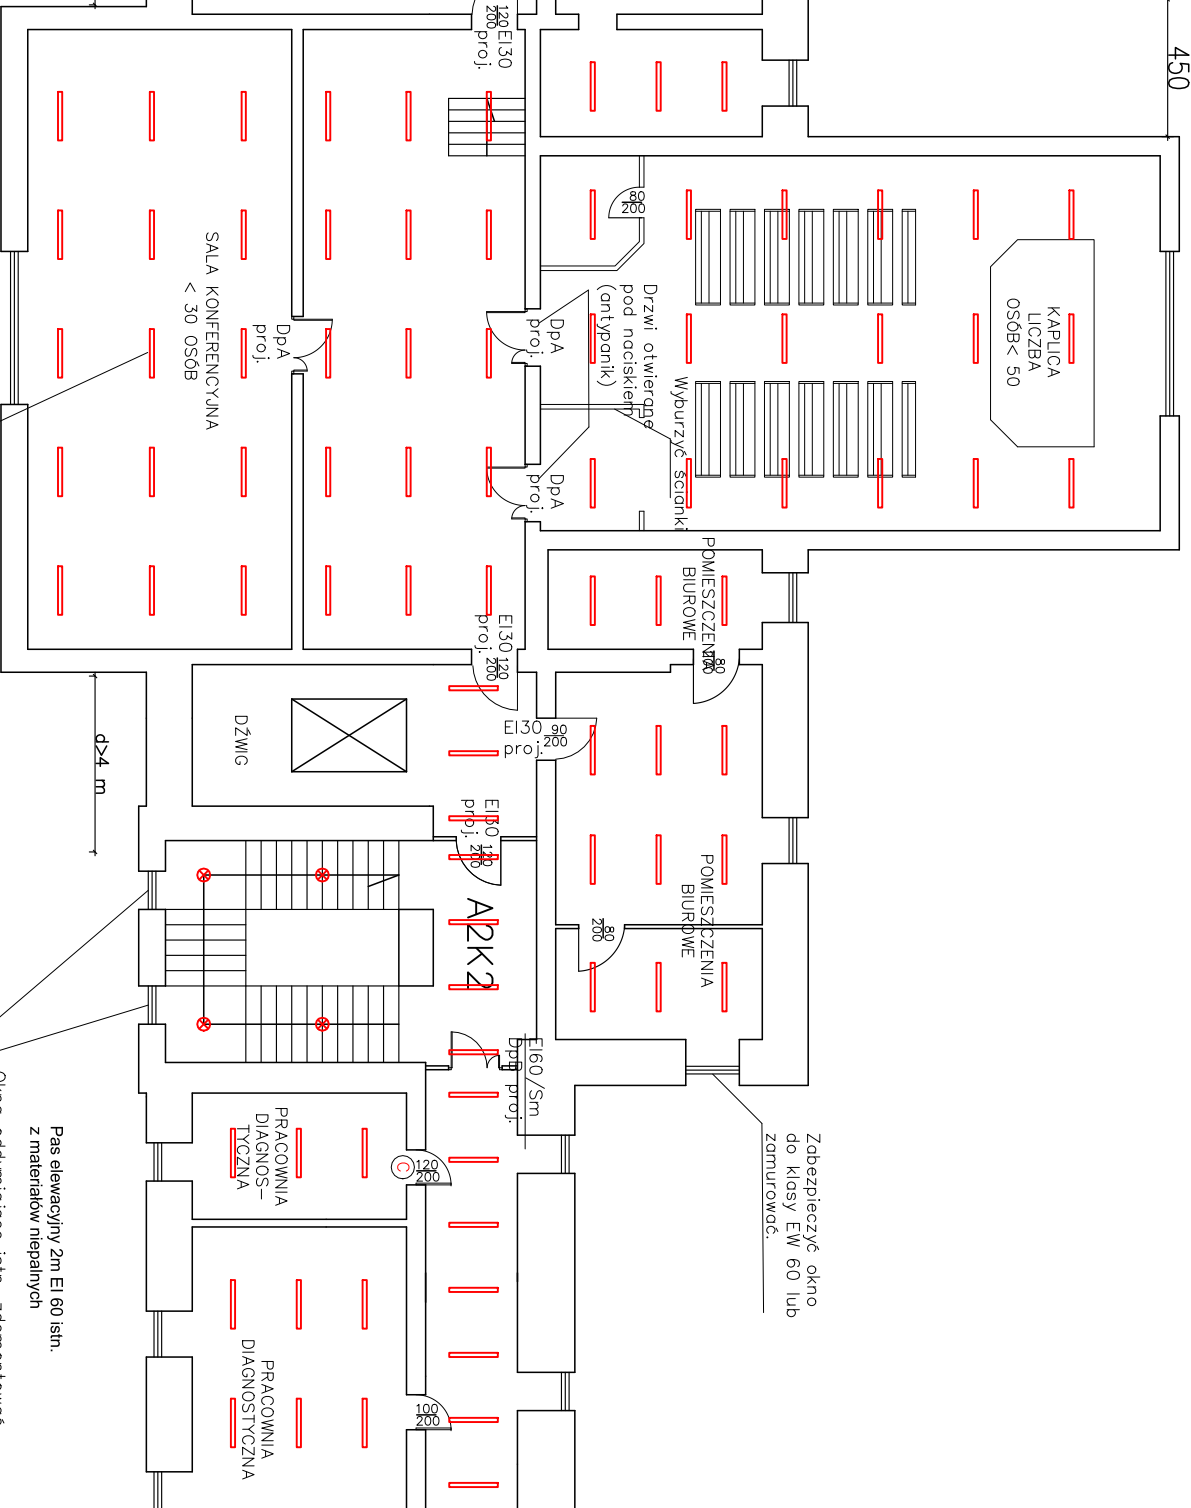 450
120
200
EI30
proj.
80
200
KAPLICA
LICZBA
OSÓB< 50
SALA KONFERENCYJNA
< 30 OSÓB
DpA
proj.
DpA
proj.
Drzwi otwierane
pod naciskiem
(antypanik)
Wyburzyć ścianki
DpA
proj.
POMIESZCZENIA
BIUROWE
80
200
EI30
proj.
120
200
DŹWIG
d>4 m
EI30
proj.
90
200
EI30
proj.
120
200
A2K2
POMIESZCZENIA
BIUROWE
80
200
EI60/Sm
DpB proj.
Zabezpieczyć okno
do klasy EW 60 lub
zamurować.
PRACOWNIA
DIAGNOS–
TYCZNA
C
120
200
Pas elewacyjny 2m EI 60 istn.
z materiałów niepalnych
PRACOWNIA
DIAGNOSTYCZNA
100
200